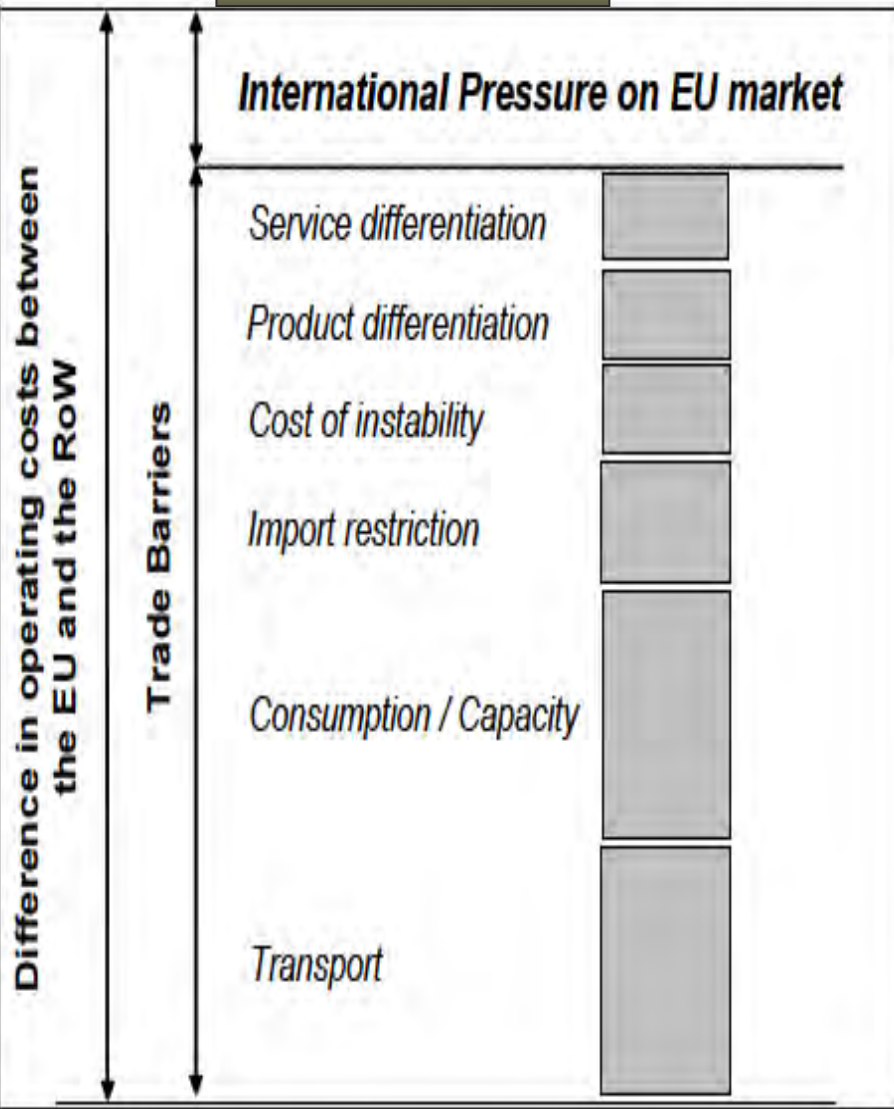 International Pressure on EU market
Difference in operating costs between
the EU and the RoW
Trade Barriers
Service differentiation
Product differentiation
Cost of instability
Import restriction
Consumption / Capacity
Transport